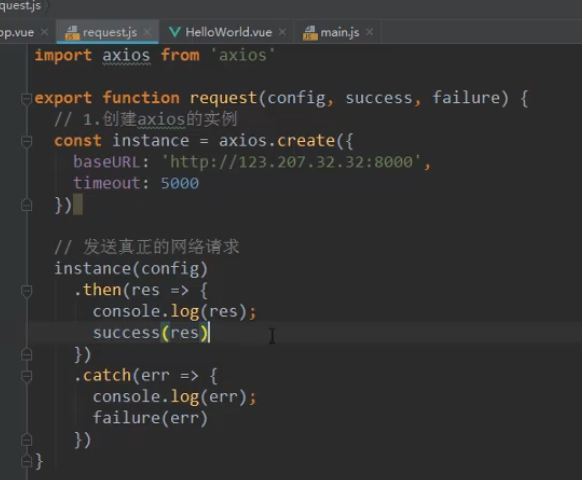 quest.js
pp.vue request.js HelloWorld.vue main.js
import axios from 'axios'
export function request(config, success, failure) {
// 1.创建axios的实例
const instance = axios.create({
baseURL: 'http://123.207.32.32:8000',
timeout: 5000
})
// 发送真正的网络请求
instance(config)
.then(res => {
console.log(res);
success(res)
})
.catch(err => {
console.log(err);
failure(err)
})
}